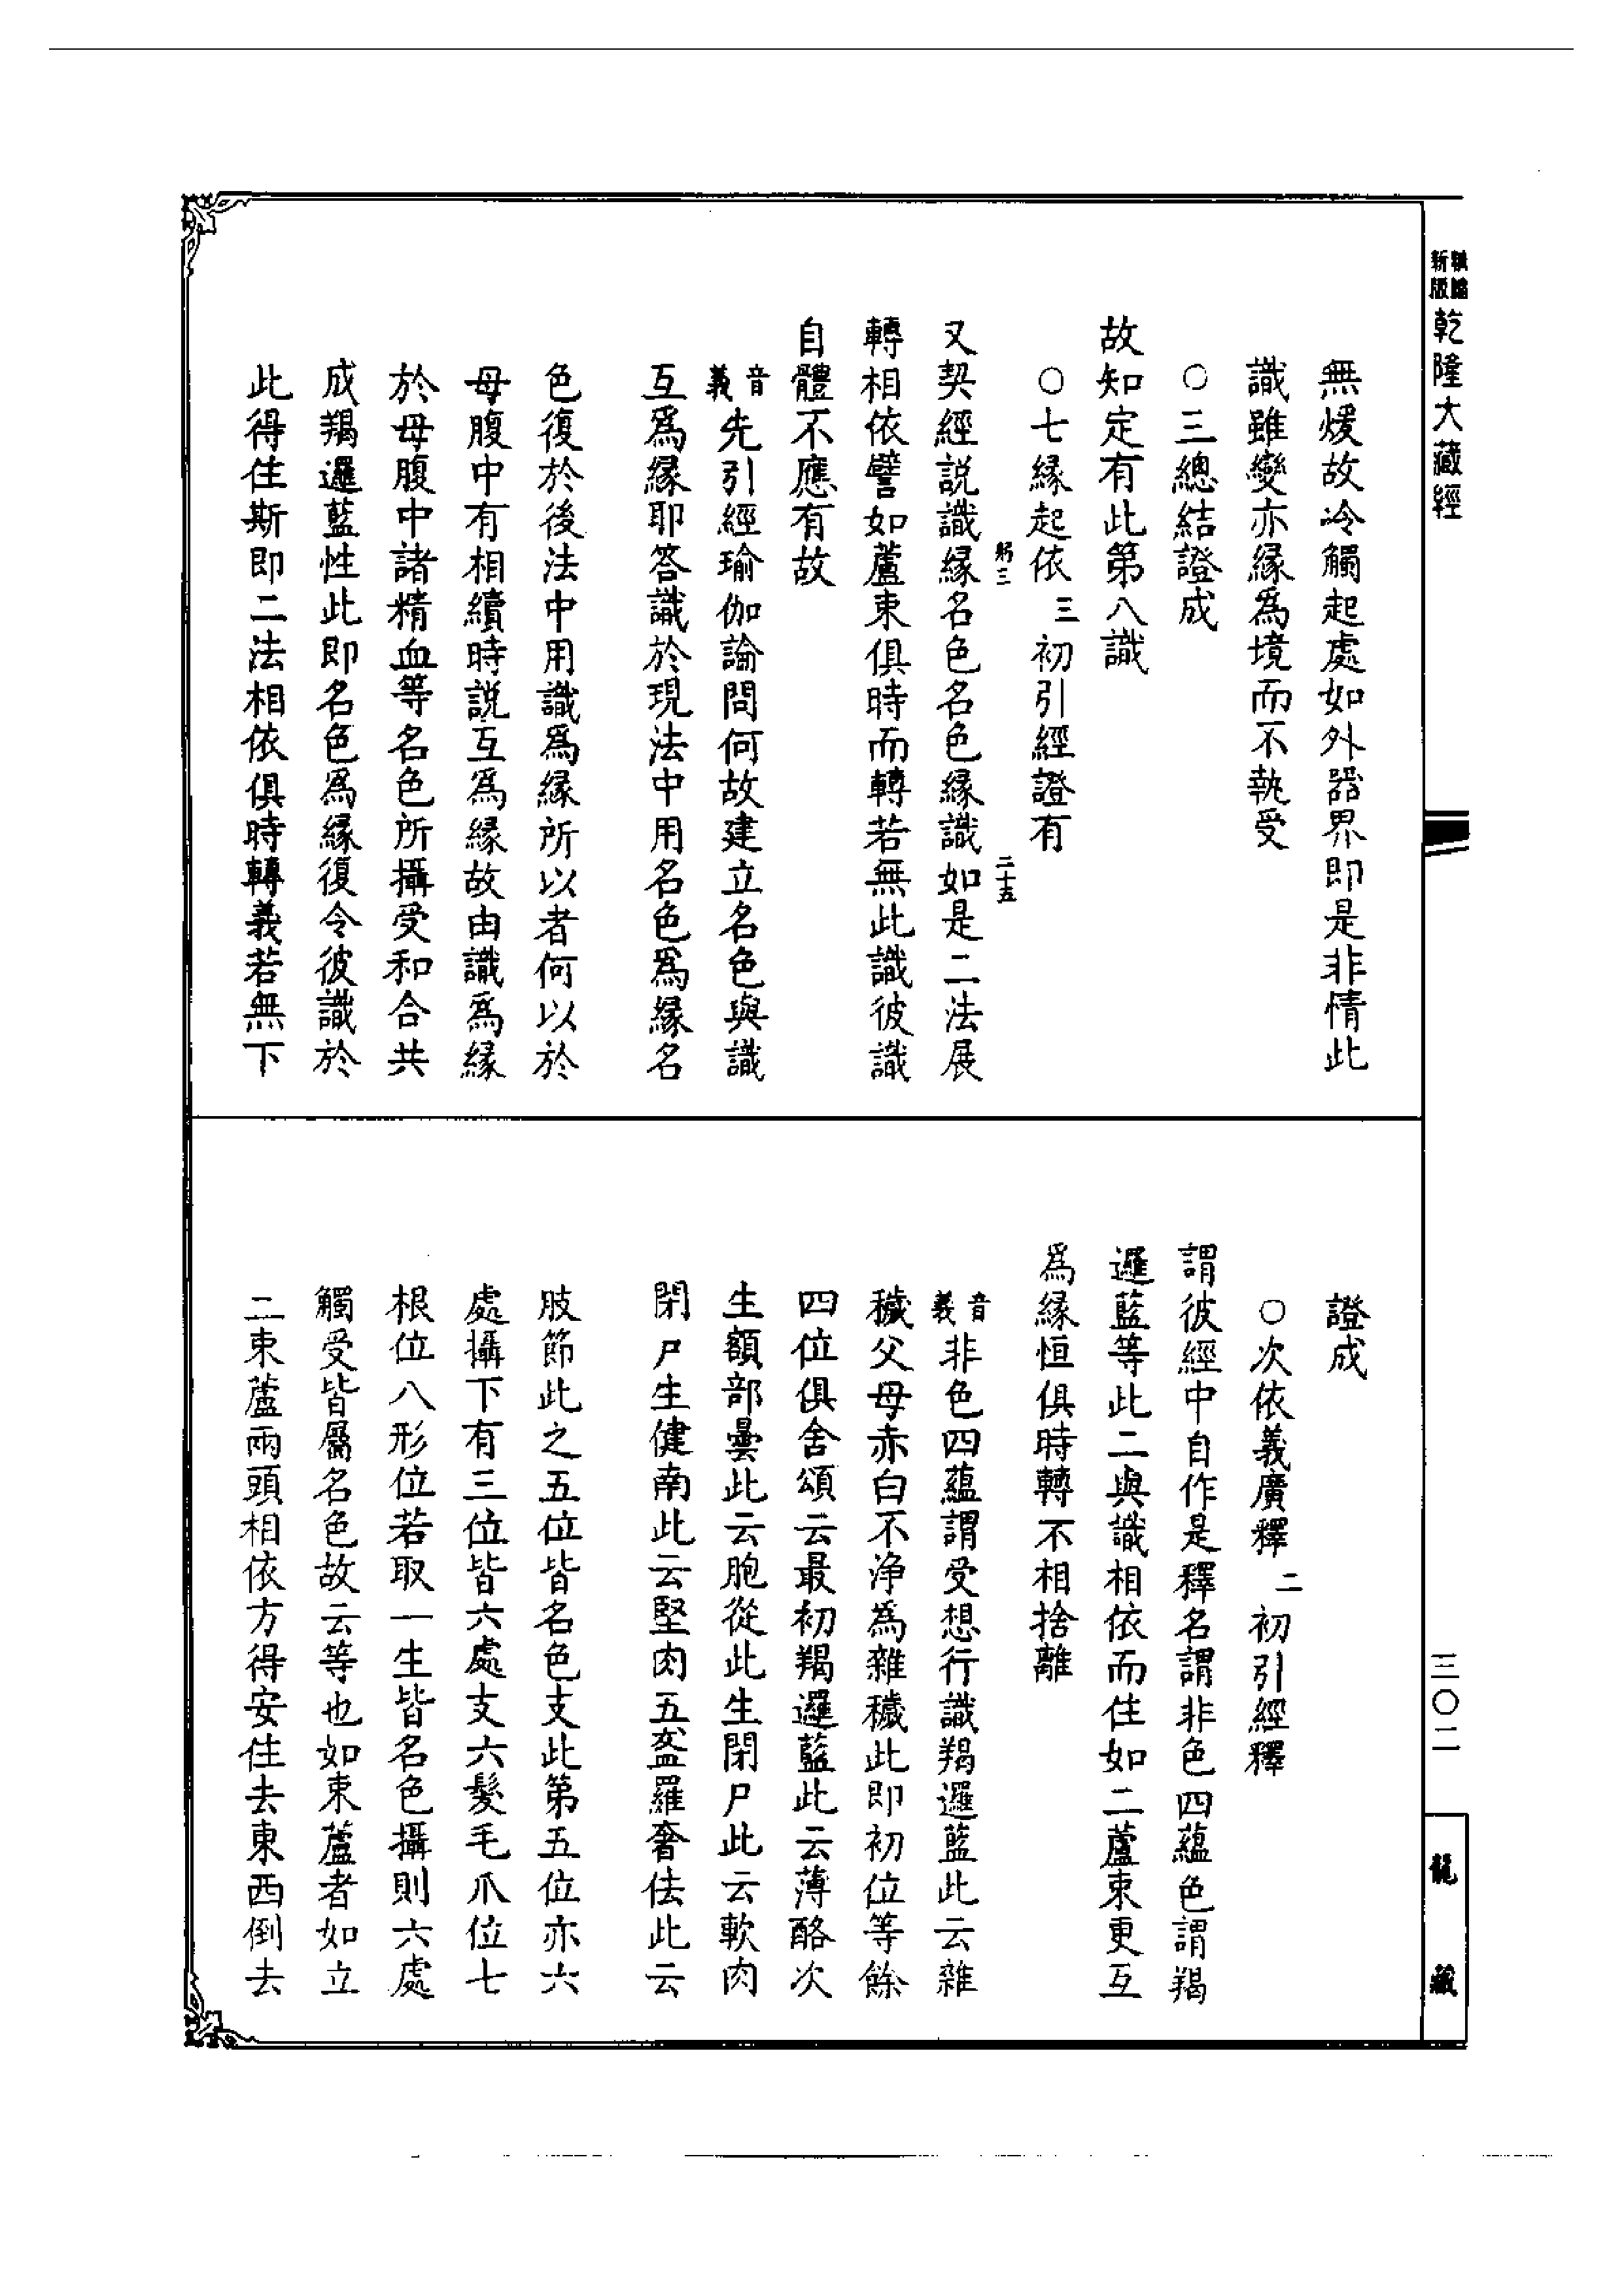 新版
乾隆大藏經
無煖故冷觸起處如外器界即是非情此
識雖變亦緣為境而不執受
○三總結證成
故知定有此第八識
○七緣起依三初引經證有
二十五
又契經說識緣名色名色緣識如是二法展
轉相依譬如蘆束俱時而轉若無此識彼識
自體不應有故
音義先引經瑜伽論問何故建立名色與識
互爲緣耶答識於現法中用名色爲緣名
色復於後法中用識爲緣所以者何以於
母腹中有相續時說互爲緣故由識爲緣
於母腹中諸精血等名色所攝受和合共
成羯邏藍性此即名色爲緣復令彼識於
此得住斯即二法相依俱時轉義若無下
證成
○次依義廣釋二初引經釋
謂彼經中自作是釋名謂非色四蘊色謂羯
邏藍等此二與識相依而住如二蘆束更互
爲緣恒俱時轉不相捨離
音義非色四蘊謂受想行識羯邏藍此云雜
穢父母赤白不淨為雜穢此即初位等餘
四位俱舍頌云最初羯邏藍此云薄酪次
生額部曇此云胞從此生閉尸此云軟肉
閉尸生健南此云堅肉五盔羅奢佉此云
肢節此之五位皆名色支此第五位亦六
處攝下有三位皆六處支六髮毛爪位七
根位八形位若取一生皆名色攝則六處
觸受皆屬名色故云等也如束蘆者如立
二束蘆兩頭相依方得安住去東西倒去
三〇二
龍藏